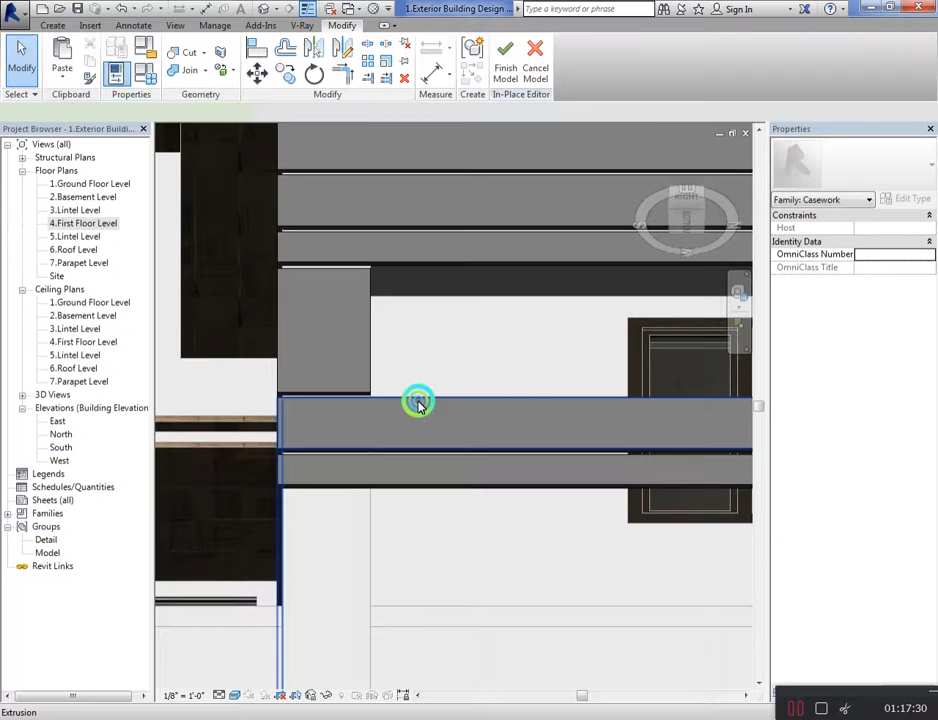 1.Exterior Building Design ...
Type a keyword or phrase
Sign In
Create Insert Annotate View Manage Add-Ins V-Ray Modify
Modify
Paste
Cut
Join
Finish Model
Cancel Model
Select Clipboard Properties Geometry Modify Measure Create In-Place Editor
Project Browser - 1.Exterior Buildi...
Views (all)
Structural Plans
Floor Plans
1.Ground Floor Level
2.Basement Level
3.Lintel Level
4.First Floor Level
5.Lintel Level
6.Roof Level
7.Parapet Level
Site
Ceiling Plans
1.Ground Floor Level
2.Basement Level
3.Lintel Level
4.First Floor Level
5.Lintel Level
6.Roof Level
7.Parapet Level
3D Views
Elevations (Building Elevation
East
North
South
West
Legends
Schedules/Quantities
Sheets (all)
Families
Groups
Detail
Model
Revit Links
RIGHT
Properties
Family: Casework
Edit Type
Constraints
Host
Identity Data
OmniClass Number
OmniClass Title
1/8" = 1'-0"
Extrusion
01:17:30